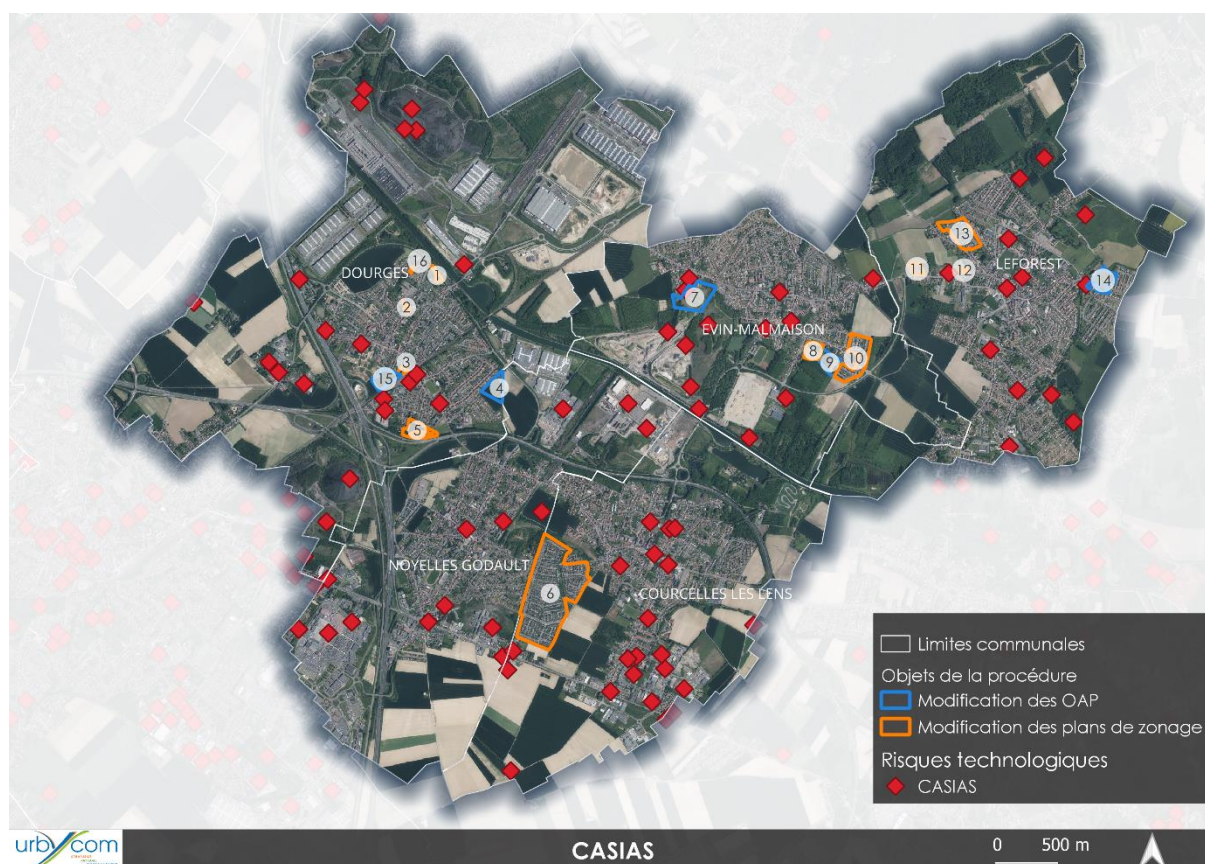 16
DOURGES
1
2
3
15
4
5
13
11
12
LEFOREST
14
7
EVIN-MALMAISON
8
9
10
NOYELLES GODAULT
6
COURCELLES LES LENS
Limites communales
Objets de la procédure
Modification des OAP
Modification des plans de zonage
Risques technologiques
CASIAS
urbycom
CASIAS
0 500 m